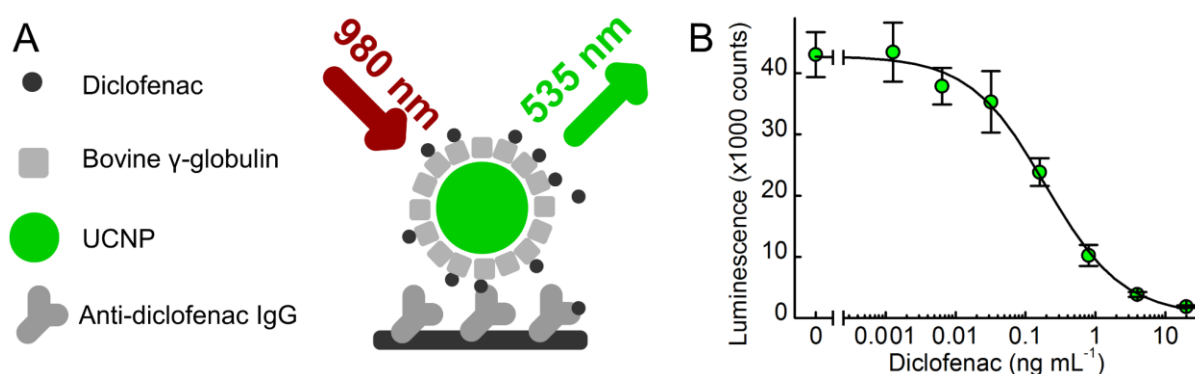 A
Diclofenac
Bovine γ-globulin
UCNP
Anti-diclofenac IgG
980 nm
535 nm
B
Luminescence (x1000 counts)
40
30
20
10
0
0 0.001 0.01 0.1 1 10
Diclofenac (ng mL⁻¹)